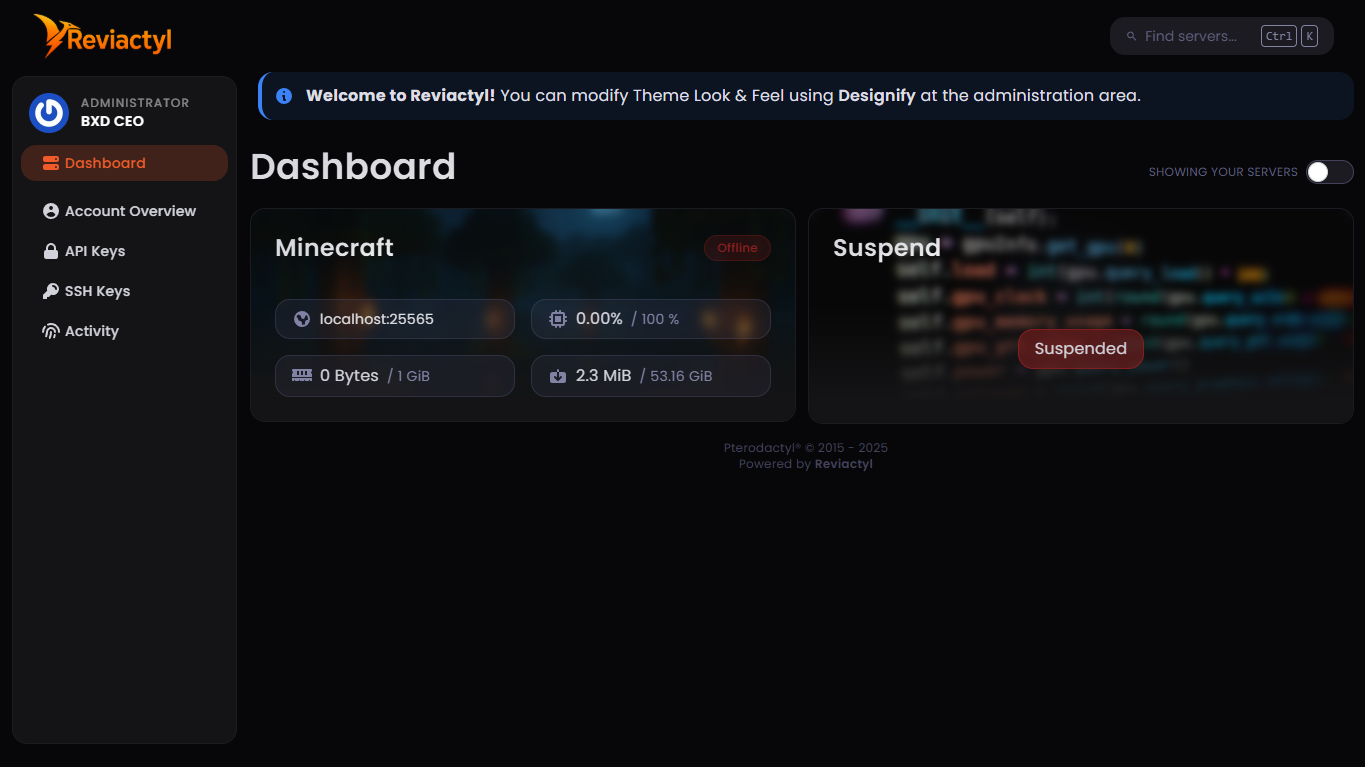 Reviactyl
Find servers... Ctrl K
ADMINISTRATOR
BXD CEO
Dashboard
Account Overview
API Keys
SSH Keys
Activity
Welcome to Reviactyl! You can modify Theme Look & Feel using Designify at the administration area.
Dashboard
SHOWING YOUR SERVERS
Minecraft
Offline
localhost:25565
0.00% / 100 %
0 Bytes / 1 GiB
2.3 MiB / 53.16 GiB
Suspend
Suspended
Pterodactyl® © 2015 - 2025
Powered by Reviactyl